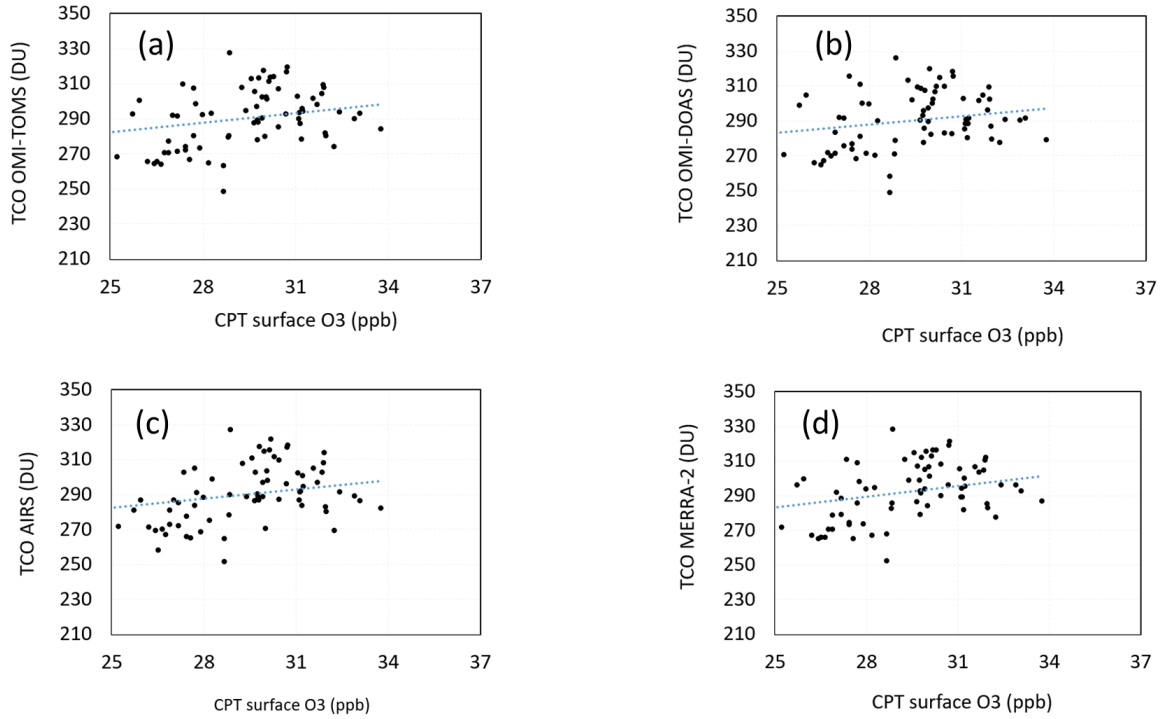 350
330
310
290
270
250
230
210
TCO OMI-TOMS (DU)
(a)
25 28 31 34 37
CPT surface O3 (ppb)
350
330
310
290
270
250
230
210
TCO OMI-DOAS (DU)
(b)
25 28 31 34 37
CPT surface O3 (ppb)
350
330
310
290
270
250
230
210
TCO AIRS (DU)
(c)
25 28 31 34 37
CPT surface O3 (ppb)
350
330
310
290
270
250
230
210
TCO MERRA-2 (DU)
(d)
25 28 31 34 37
CPT surface O3 (ppb)